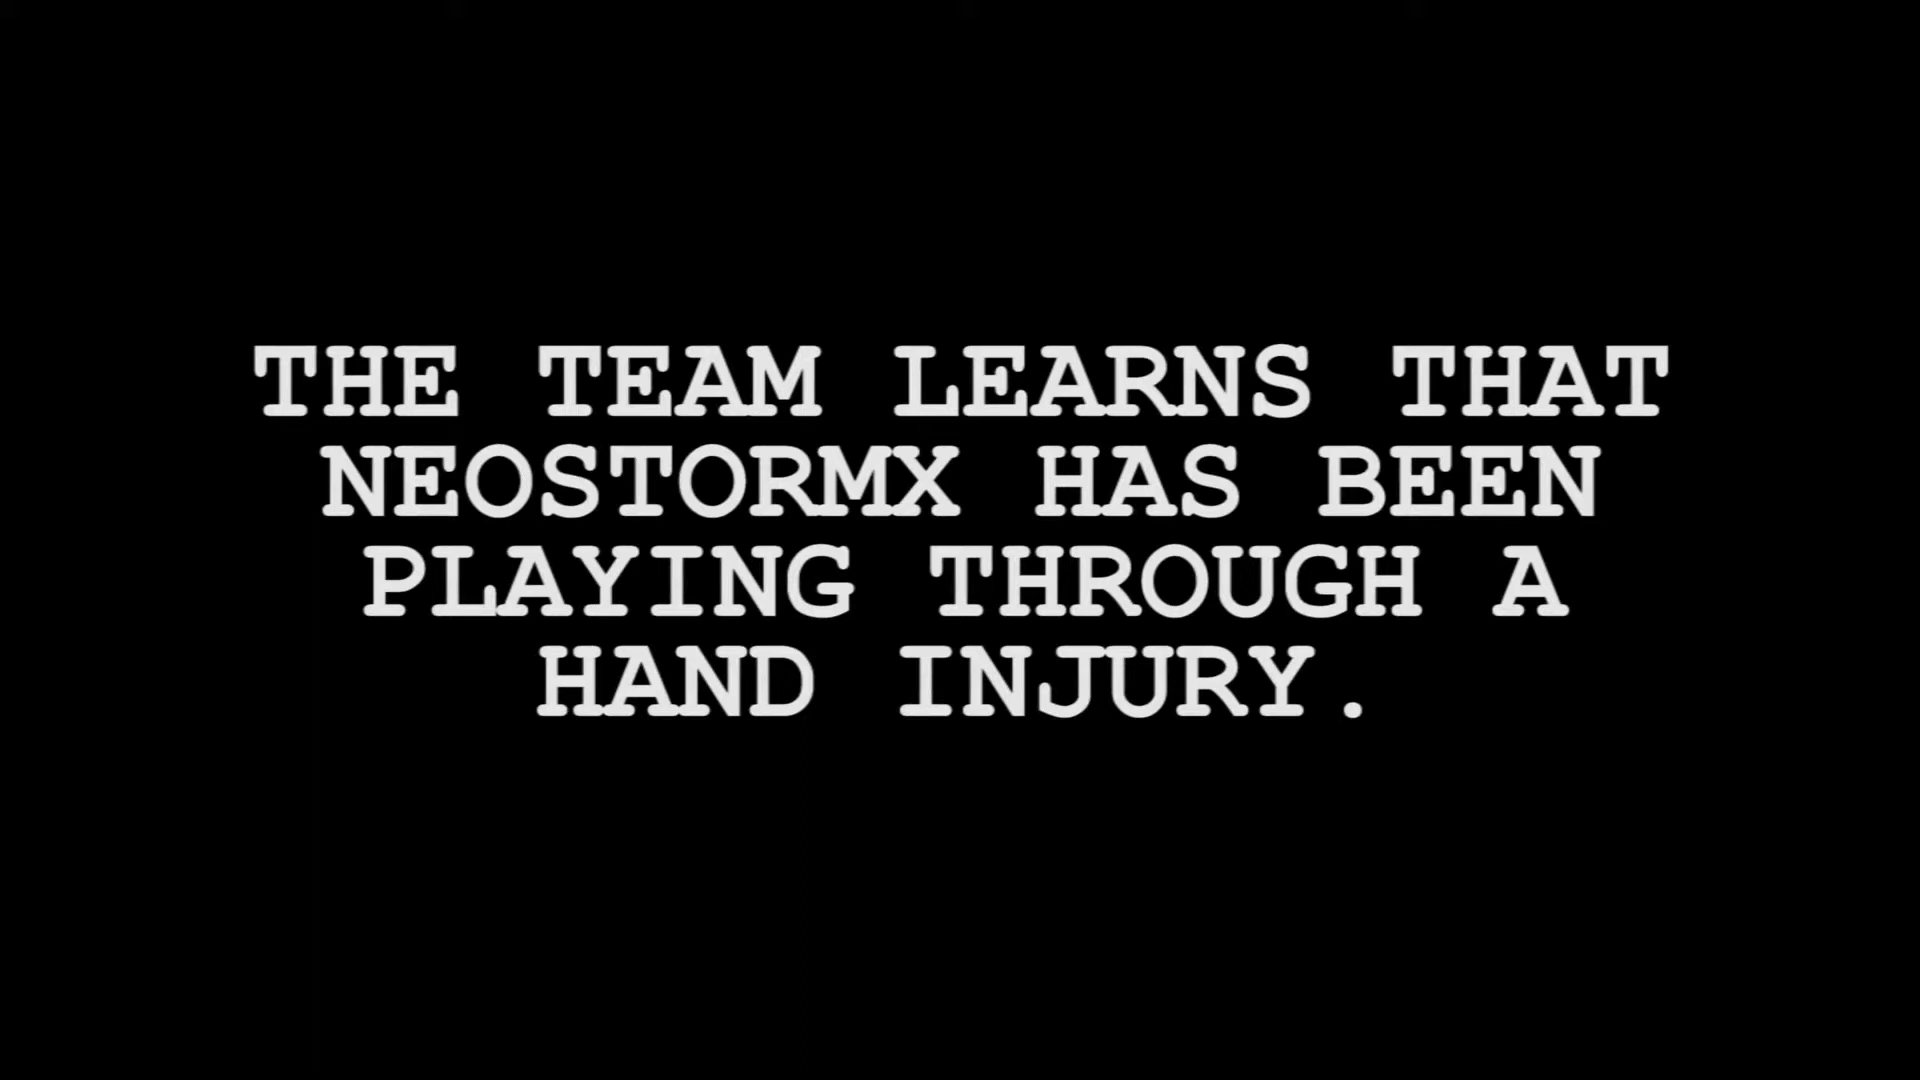 THE TEAM LEARNS THAT
NEOSTORMX HAS BEEN
PLAYING THROUGH A
HAND INJURY.